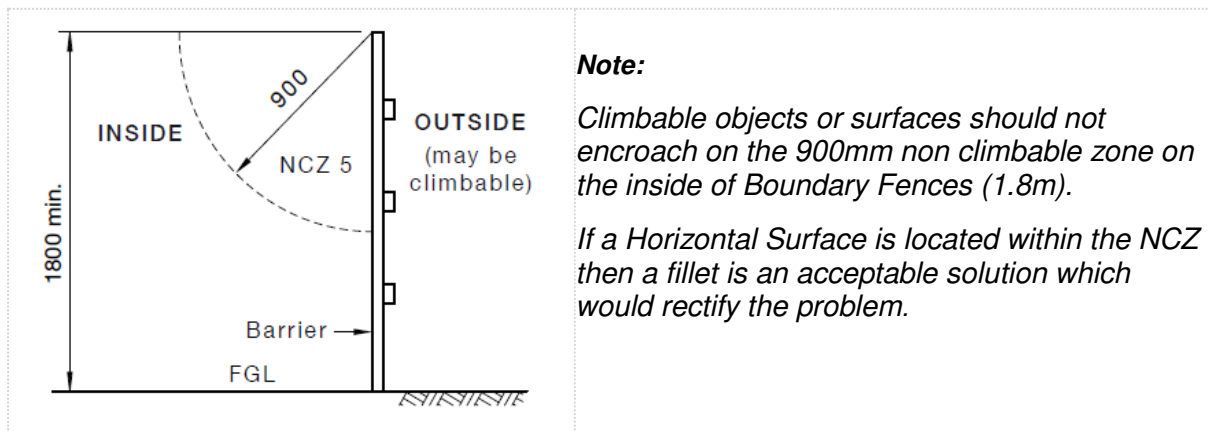 1800 min.
900
INSIDE
NCZ 5
OUTSIDE
(may be
climbable)
Barrier
FGL
Note:
Climbable objects or surfaces should not
encroach on the 900mm non climbable zone on
the inside of Boundary Fences (1.8m).
If a Horizontal Surface is located within the NCZ
then a fillet is an acceptable solution which
would rectify the problem.